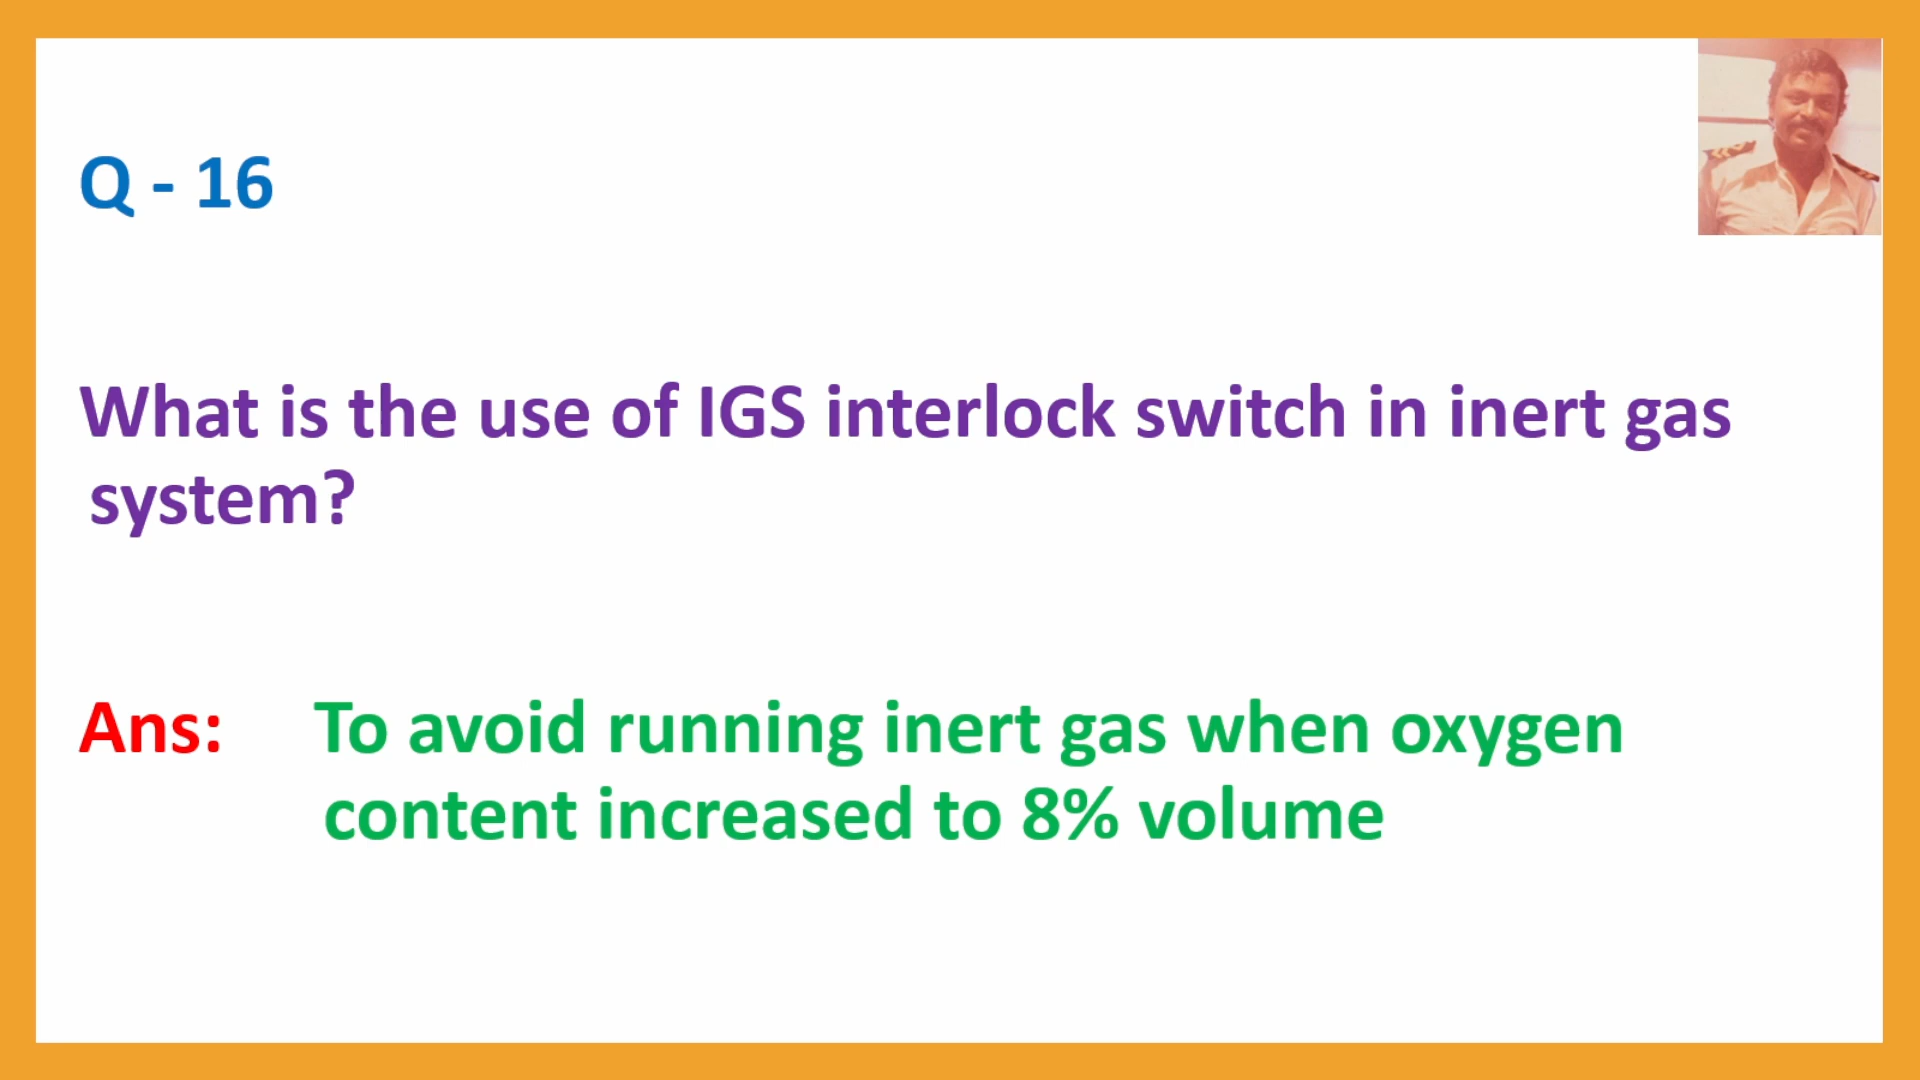 Q - 16
What is the use of IGS interlock switch in inert gas
system?
Ans: To avoid running inert gas when oxygen
content increased to 8% volume